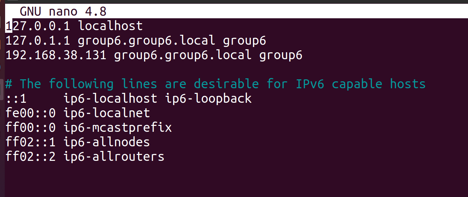 GNU nano 4.8
127.0.0.1 localhost
127.0.1.1 group6.group6.local group6
192.168.38.131 group6.group6.local group6
# The following lines are desirable for IPv6 capable hosts
::1     ip6-localhost ip6-loopback
fe00::0 ip6-localnet
ff00::0 ip6-mcastprefix
ff02::1 ip6-allnodes
ff02::2 ip6-allrouters